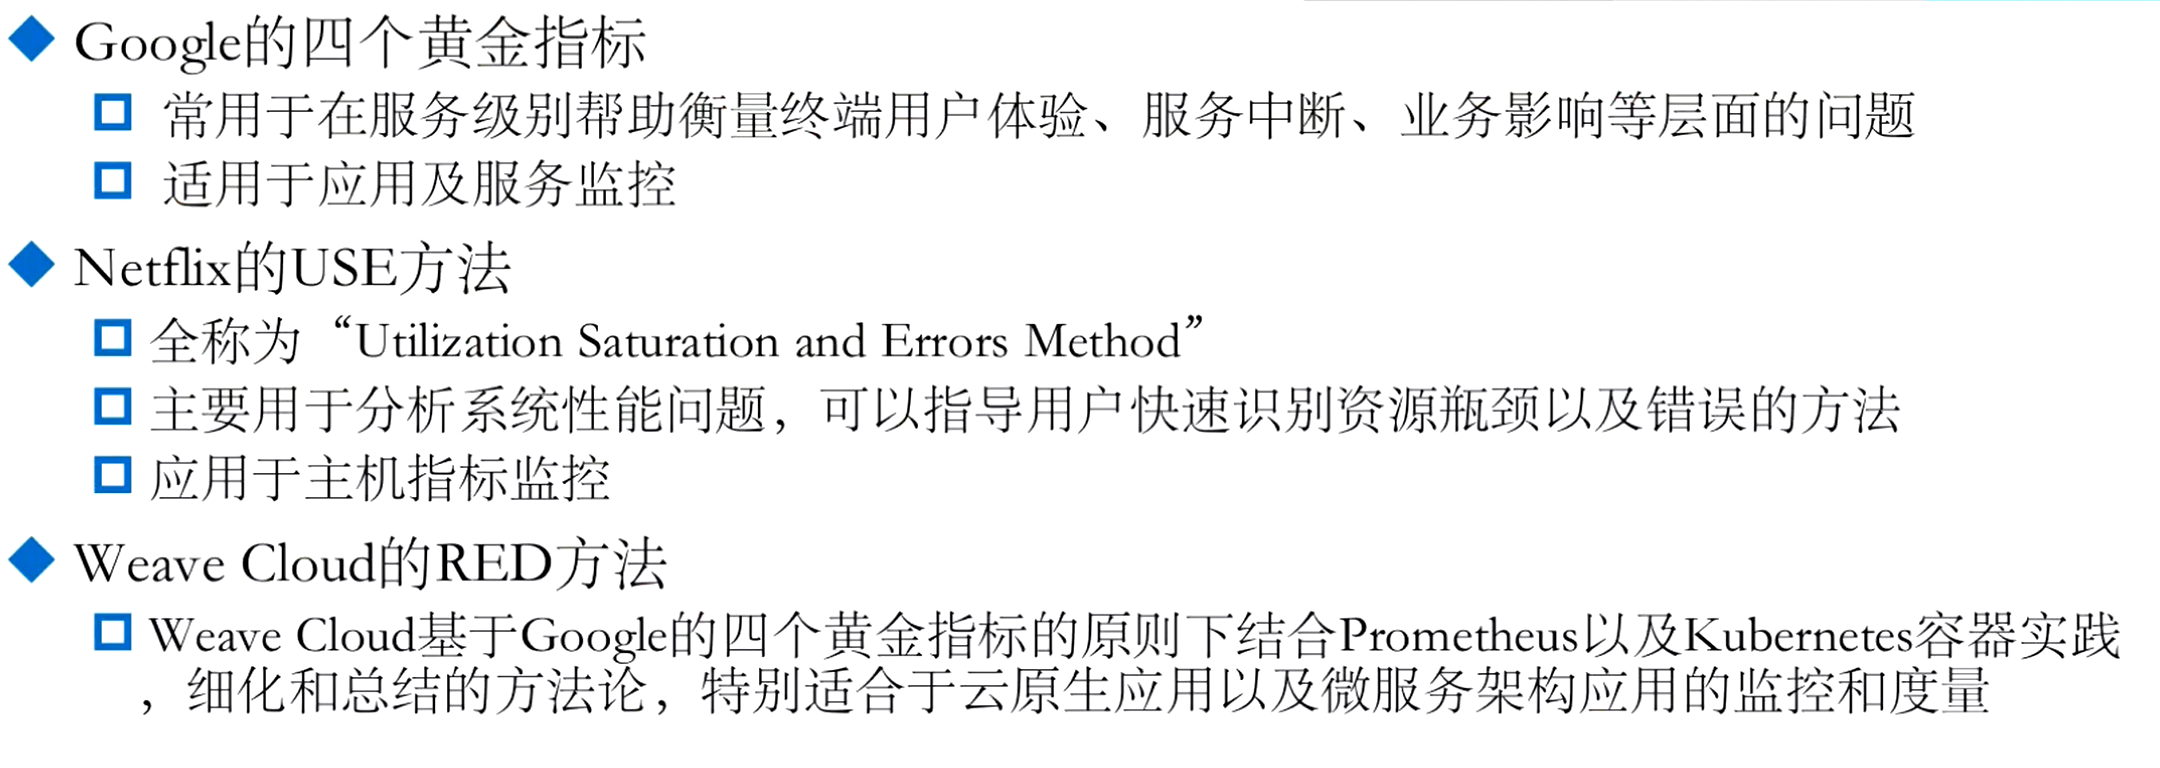 Google的四个黄金指标
常用于在服务级别帮助衡量终端用户体验、服务中断、业务影响等层面的问题
适用于应用及服务监控
Netflix的USE方法
全称为“Utilization Saturation and Errors Method”
主要用于分析系统性能问题，可以指导用户快速识别资源瓶颈以及错误的方法
应用于主机指标监控
Weave Cloud的RED方法
Weave Cloud基于Google的四个黄金指标的原则下结合Prometheus以及Kubernetes容器实践
，细化和总结的方法论，特别适合于云原生应用以及微服务架构应用的监控和度量